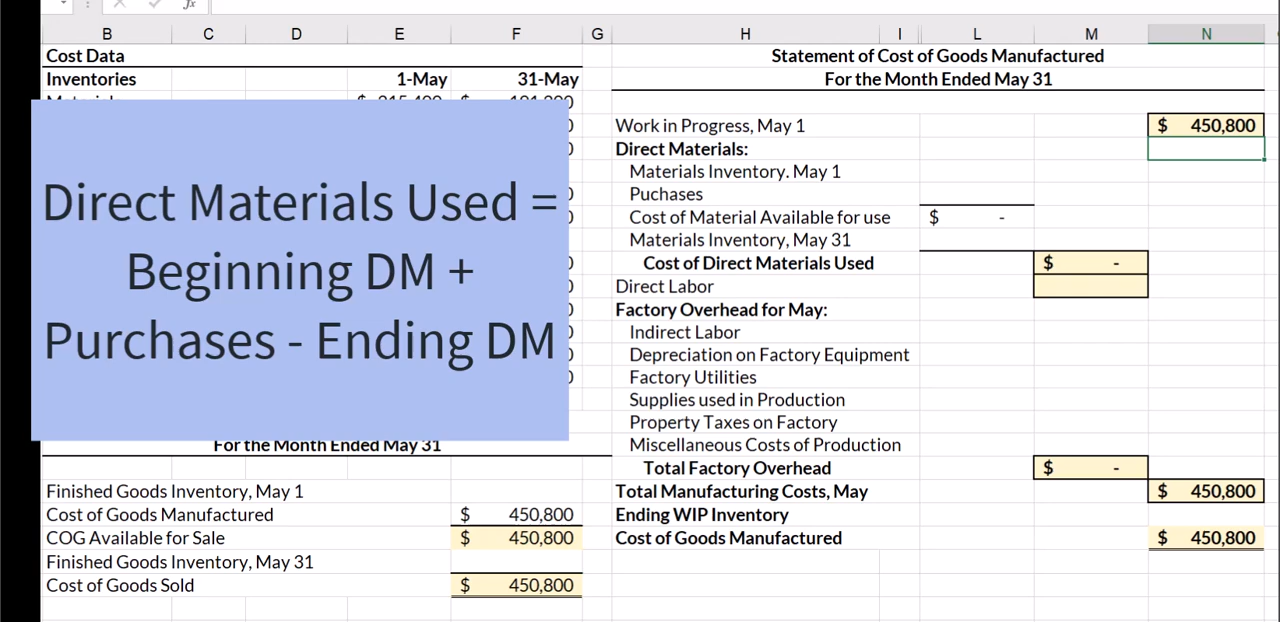 B C D E F G H I L M N
Cost Data
Inventories 1-May 31-May
Direct Materials Used =
Beginning DM +
Purchases - Ending DM
For the Month Ended May 31
Finished Goods Inventory, May 1
Cost of Goods Manufactured $ 450,800
COG Available for Sale $ 450,800
Finished Goods Inventory, May 31
Cost of Goods Sold $ 450,800
Statement of Cost of Goods Manufactured
For the Month Ended May 31
Work in Progress, May 1 $ 450,800
Direct Materials:
Materials Inventory. May 1
Puchases
Cost of Material Available for use $ -
Materials Inventory, May 31
Cost of Direct Materials Used $ -
Direct Labor
Factory Overhead for May:
Indirect Labor
Depreciation on Factory Equipment
Factory Utilities
Supplies used in Production
Property Taxes on Factory
Miscellaneous Costs of Production
Total Factory Overhead $ -
Total Manufacturing Costs, May $ 450,800
Ending WIP Inventory
Cost of Goods Manufactured $ 450,800